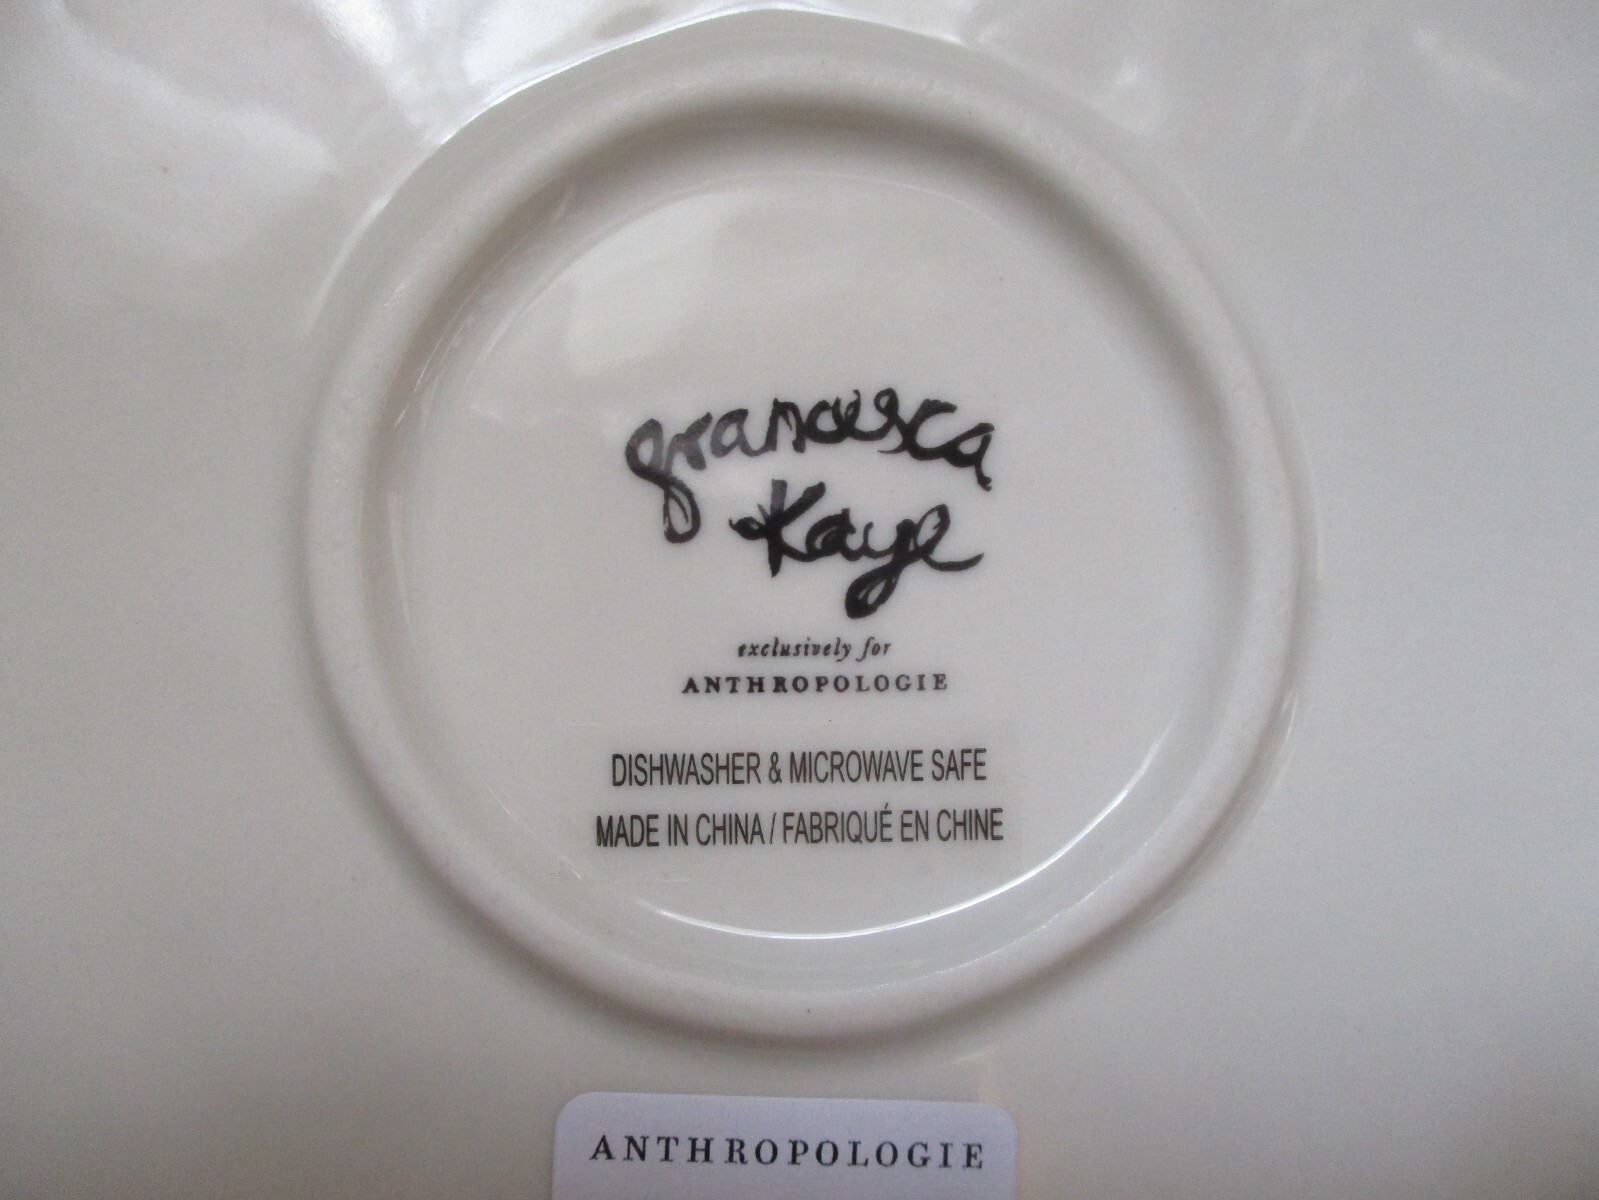 Francesca
Kaye
exclusively for
ANTHROPOLOGIE
DISHWASHER & MICROWAVE SAFE
MADE IN CHINA / FABRIQUÉ EN CHINE
ANTHROPOLOGIE